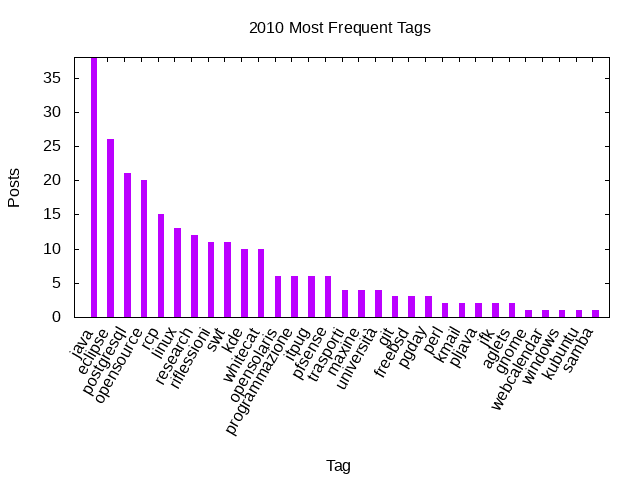 2010 Most Frequent Tags
Posts
35
30
25
20
15
10
5
0
java
eclipse
postgresql
opensource
rcp
linux
research
riflessioni
swt
kde
whitecat
opensolaris
programmazione
itpug
pfsense
trasporti
maxine
università
git
freebsd
pgday
perl
kmail
pljava
jfk
aglets
gnome
webcalendar
windows
kubuntu
samba
Tag